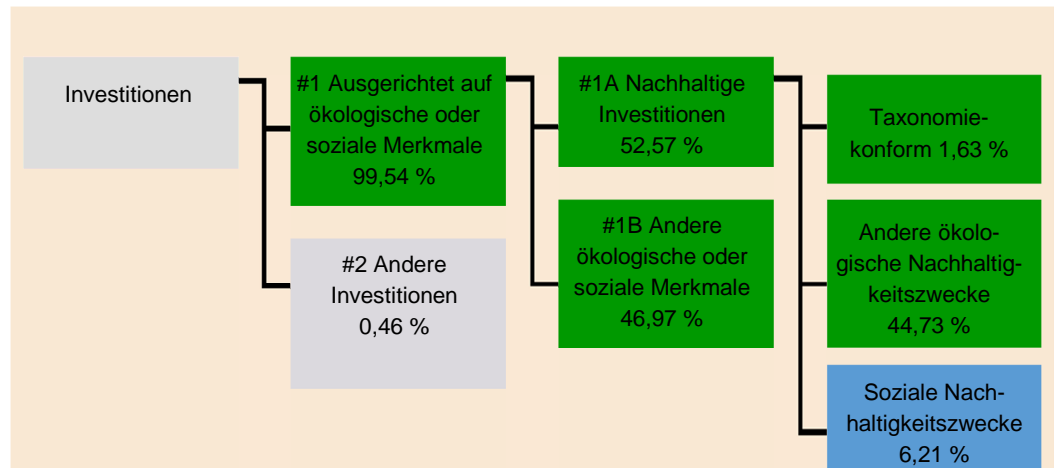 Investitionen
#1 Ausgerichtet auf
ökologische oder
soziale Merkmale
99,54 %
#2 Andere
Investitionen
0,46 %
#1A Nachhaltige
Investitionen
52,57 %
#1B Andere
ökologische oder
soziale Merkmale
46,97 %
Taxonomie-
konform 1,63 %
Andere ökolo-
gische Nachhaltig-
keitszwecke
44,73 %
Soziale Nach-
haltigkeitszwecke
6,21 %